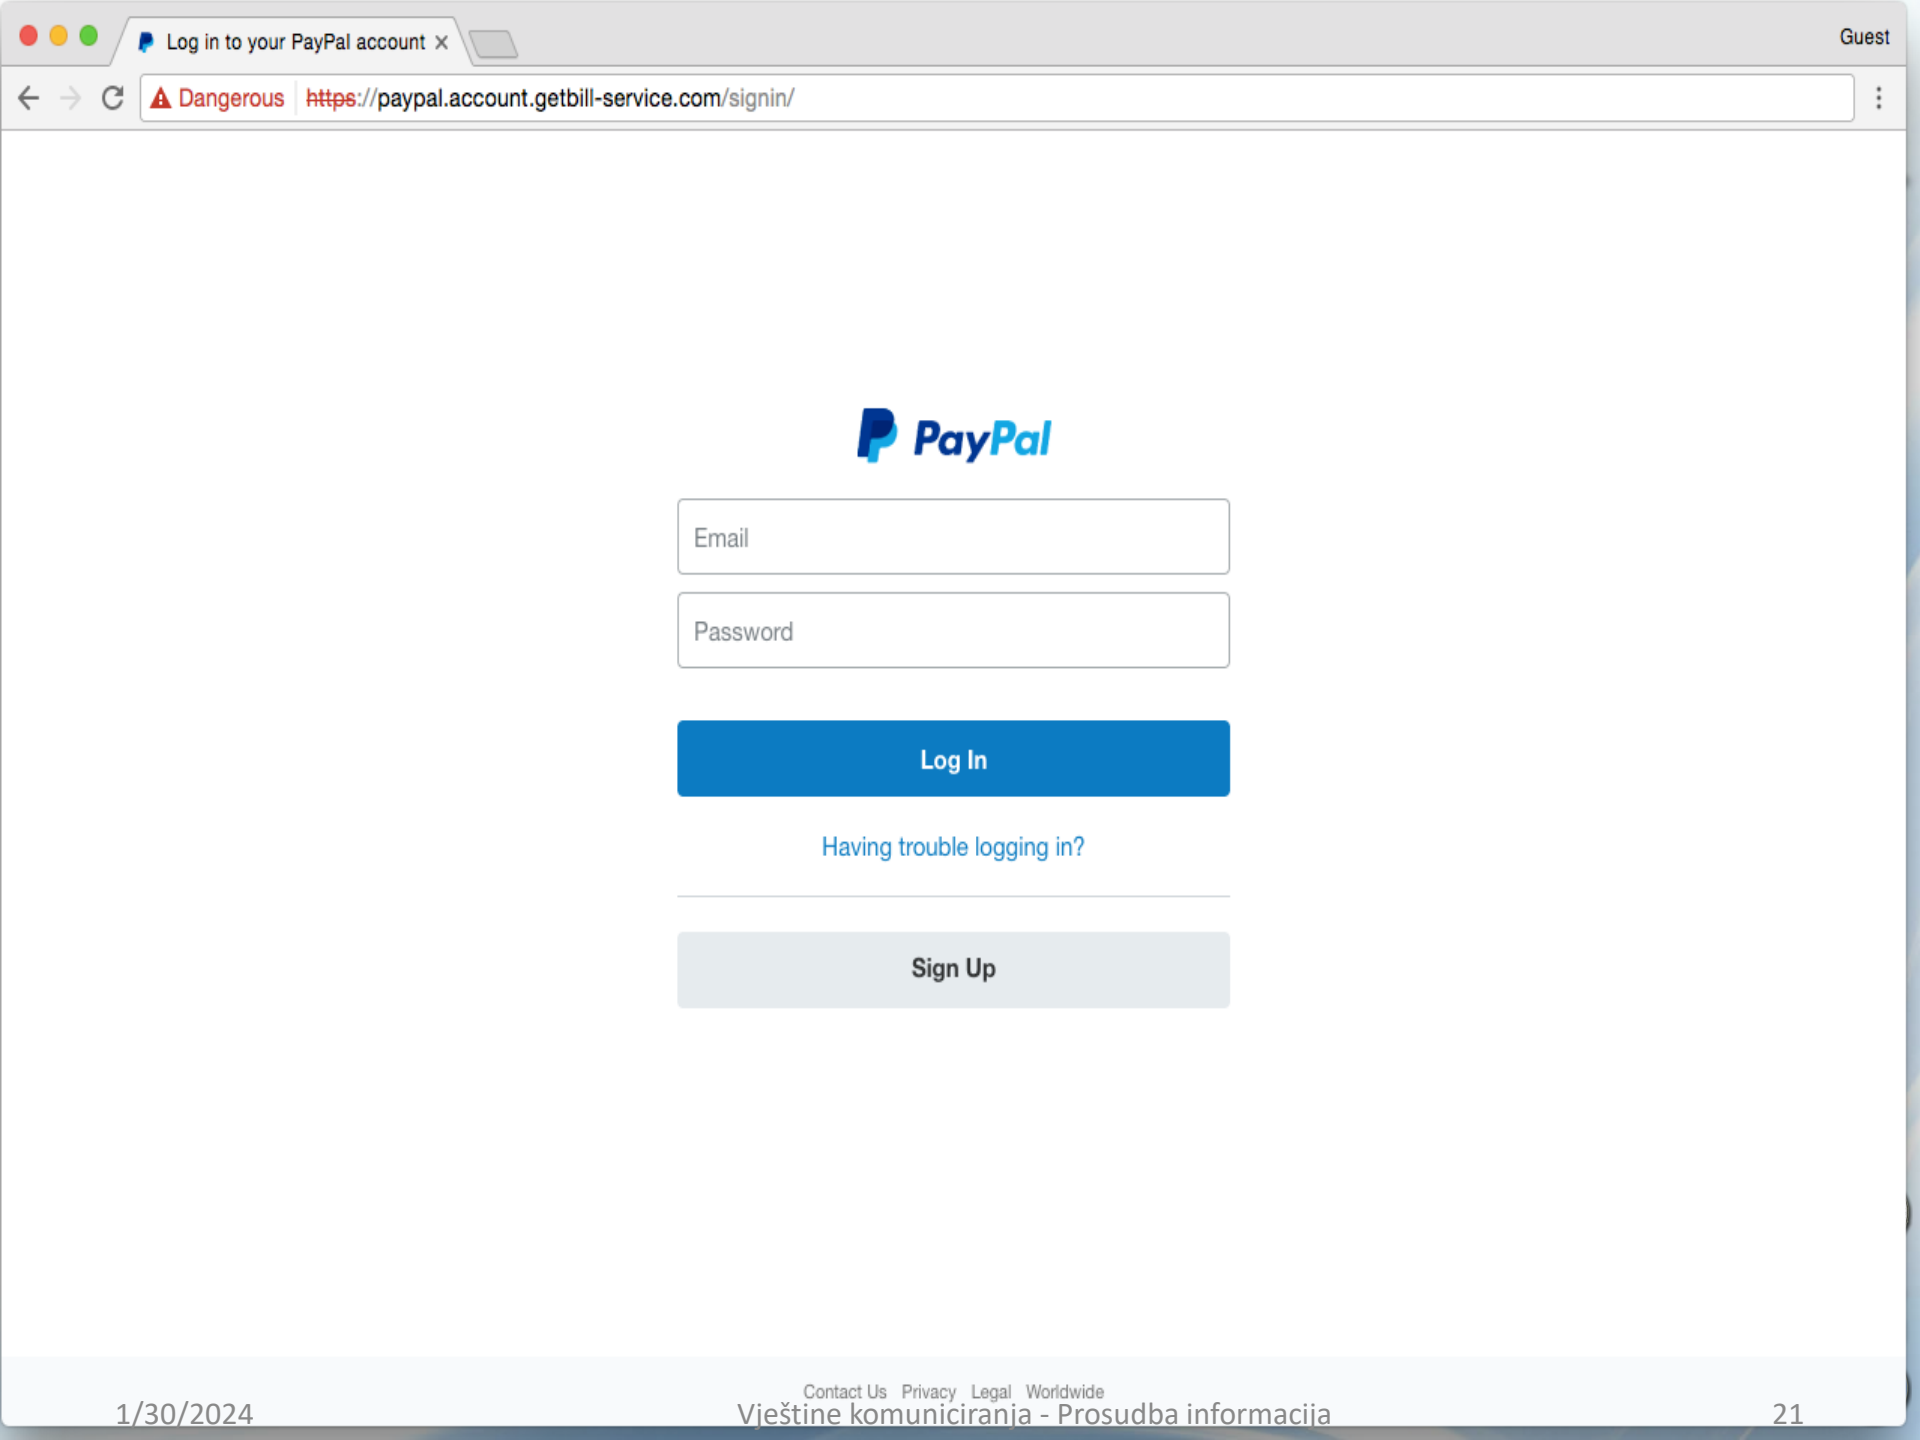 Log in to your PayPal account
Guest
Dangerous https://paypal.account.getbill-service.com/signin/
PayPal
Email
Password
Log In
Having trouble logging in?
Sign Up
Contact Us Privacy Legal Worldwide
1/30/2024 Vještine komuniciranja - Prosudba informacija 21